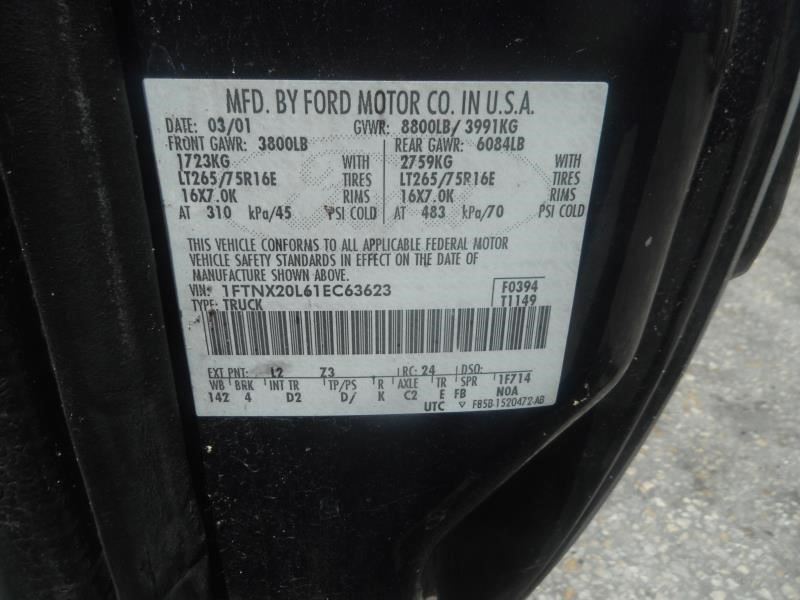 MFD. BY FORD MOTOR CO. IN U.S.A.
DATE: 03/01 GVWR: 8800LB/ 3991KG
FRONT GAWR: 3800LB REAR GAWR: 6084LB
1723KG WITH 2759KG WITH
LT265/75R16E TIRES LT265/75R16E TIRES
16X7.0K RIMS 16X7.0K RIMS
AT 310 kPa/45 PSI COLD AT 483 kPa/70 PSI COLD
THIS VEHICLE CONFORMS TO ALL APPLICABLE FEDERAL MOTOR
VEHICLE SAFETY STANDARDS IN EFFECT ON THE DATE OF
MANUFACTURE SHOWN ABOVE.
VIN: 1FTNX20L61EC63623 F0394
TYPE: TRUCK T1149
EXT PNT: L2 Z3 RC: 24 DSO:
WB BRK INT TR TP/PS R AXLE TR SPR 1F714
142 4 D2 D/ K C2 E FB NOA
UTC ▽ F85B-1520472-AB